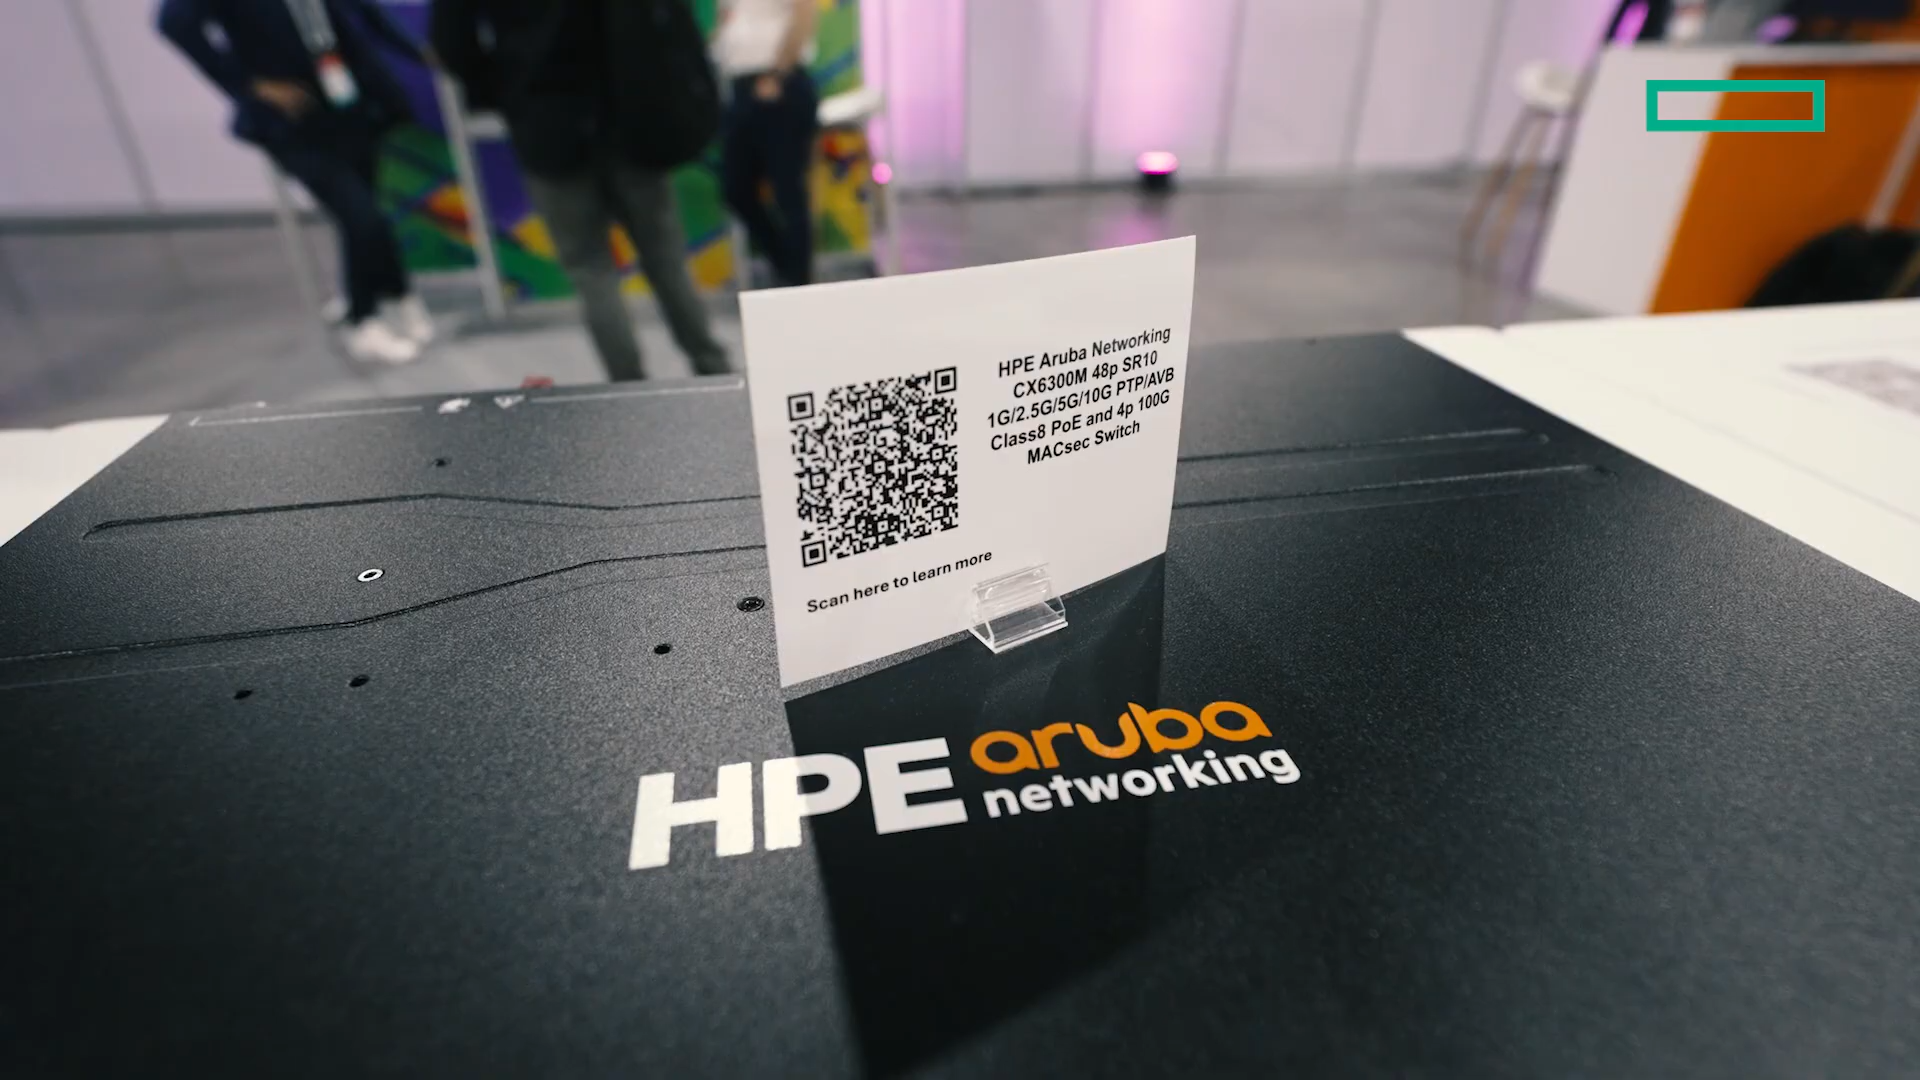 HPE Aruba Networking
CX6300M 48p SR10
1G/2.5G/5G/10G PTP/AVB
Class8 PoE and 4p 100G
MACsec Switch
Scan here to learn more
HPE aruba
networking